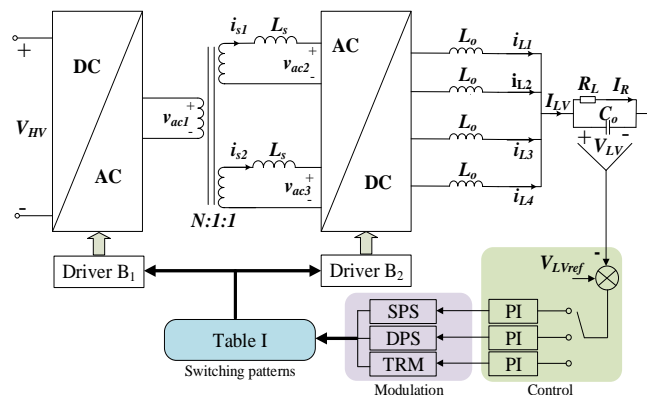 DC
AC
+
V_HV
-
v_ac1
+
-
N:1:1
i_s1
L_s
+
v_ac2
-
i_s2
L_s
+
v_ac3
-
AC
DC
L_o
i_L1
L_o
i_L2
L_o
i_L3
L_o
i_L4
I_LV
R_L
I_R
C_o
+
-
V_LV
Driver B_1
Driver B_2
-
V_LVref
Table I
Switching patterns
SPS
DPS
TRM
PI
PI
PI
Modulation
Control